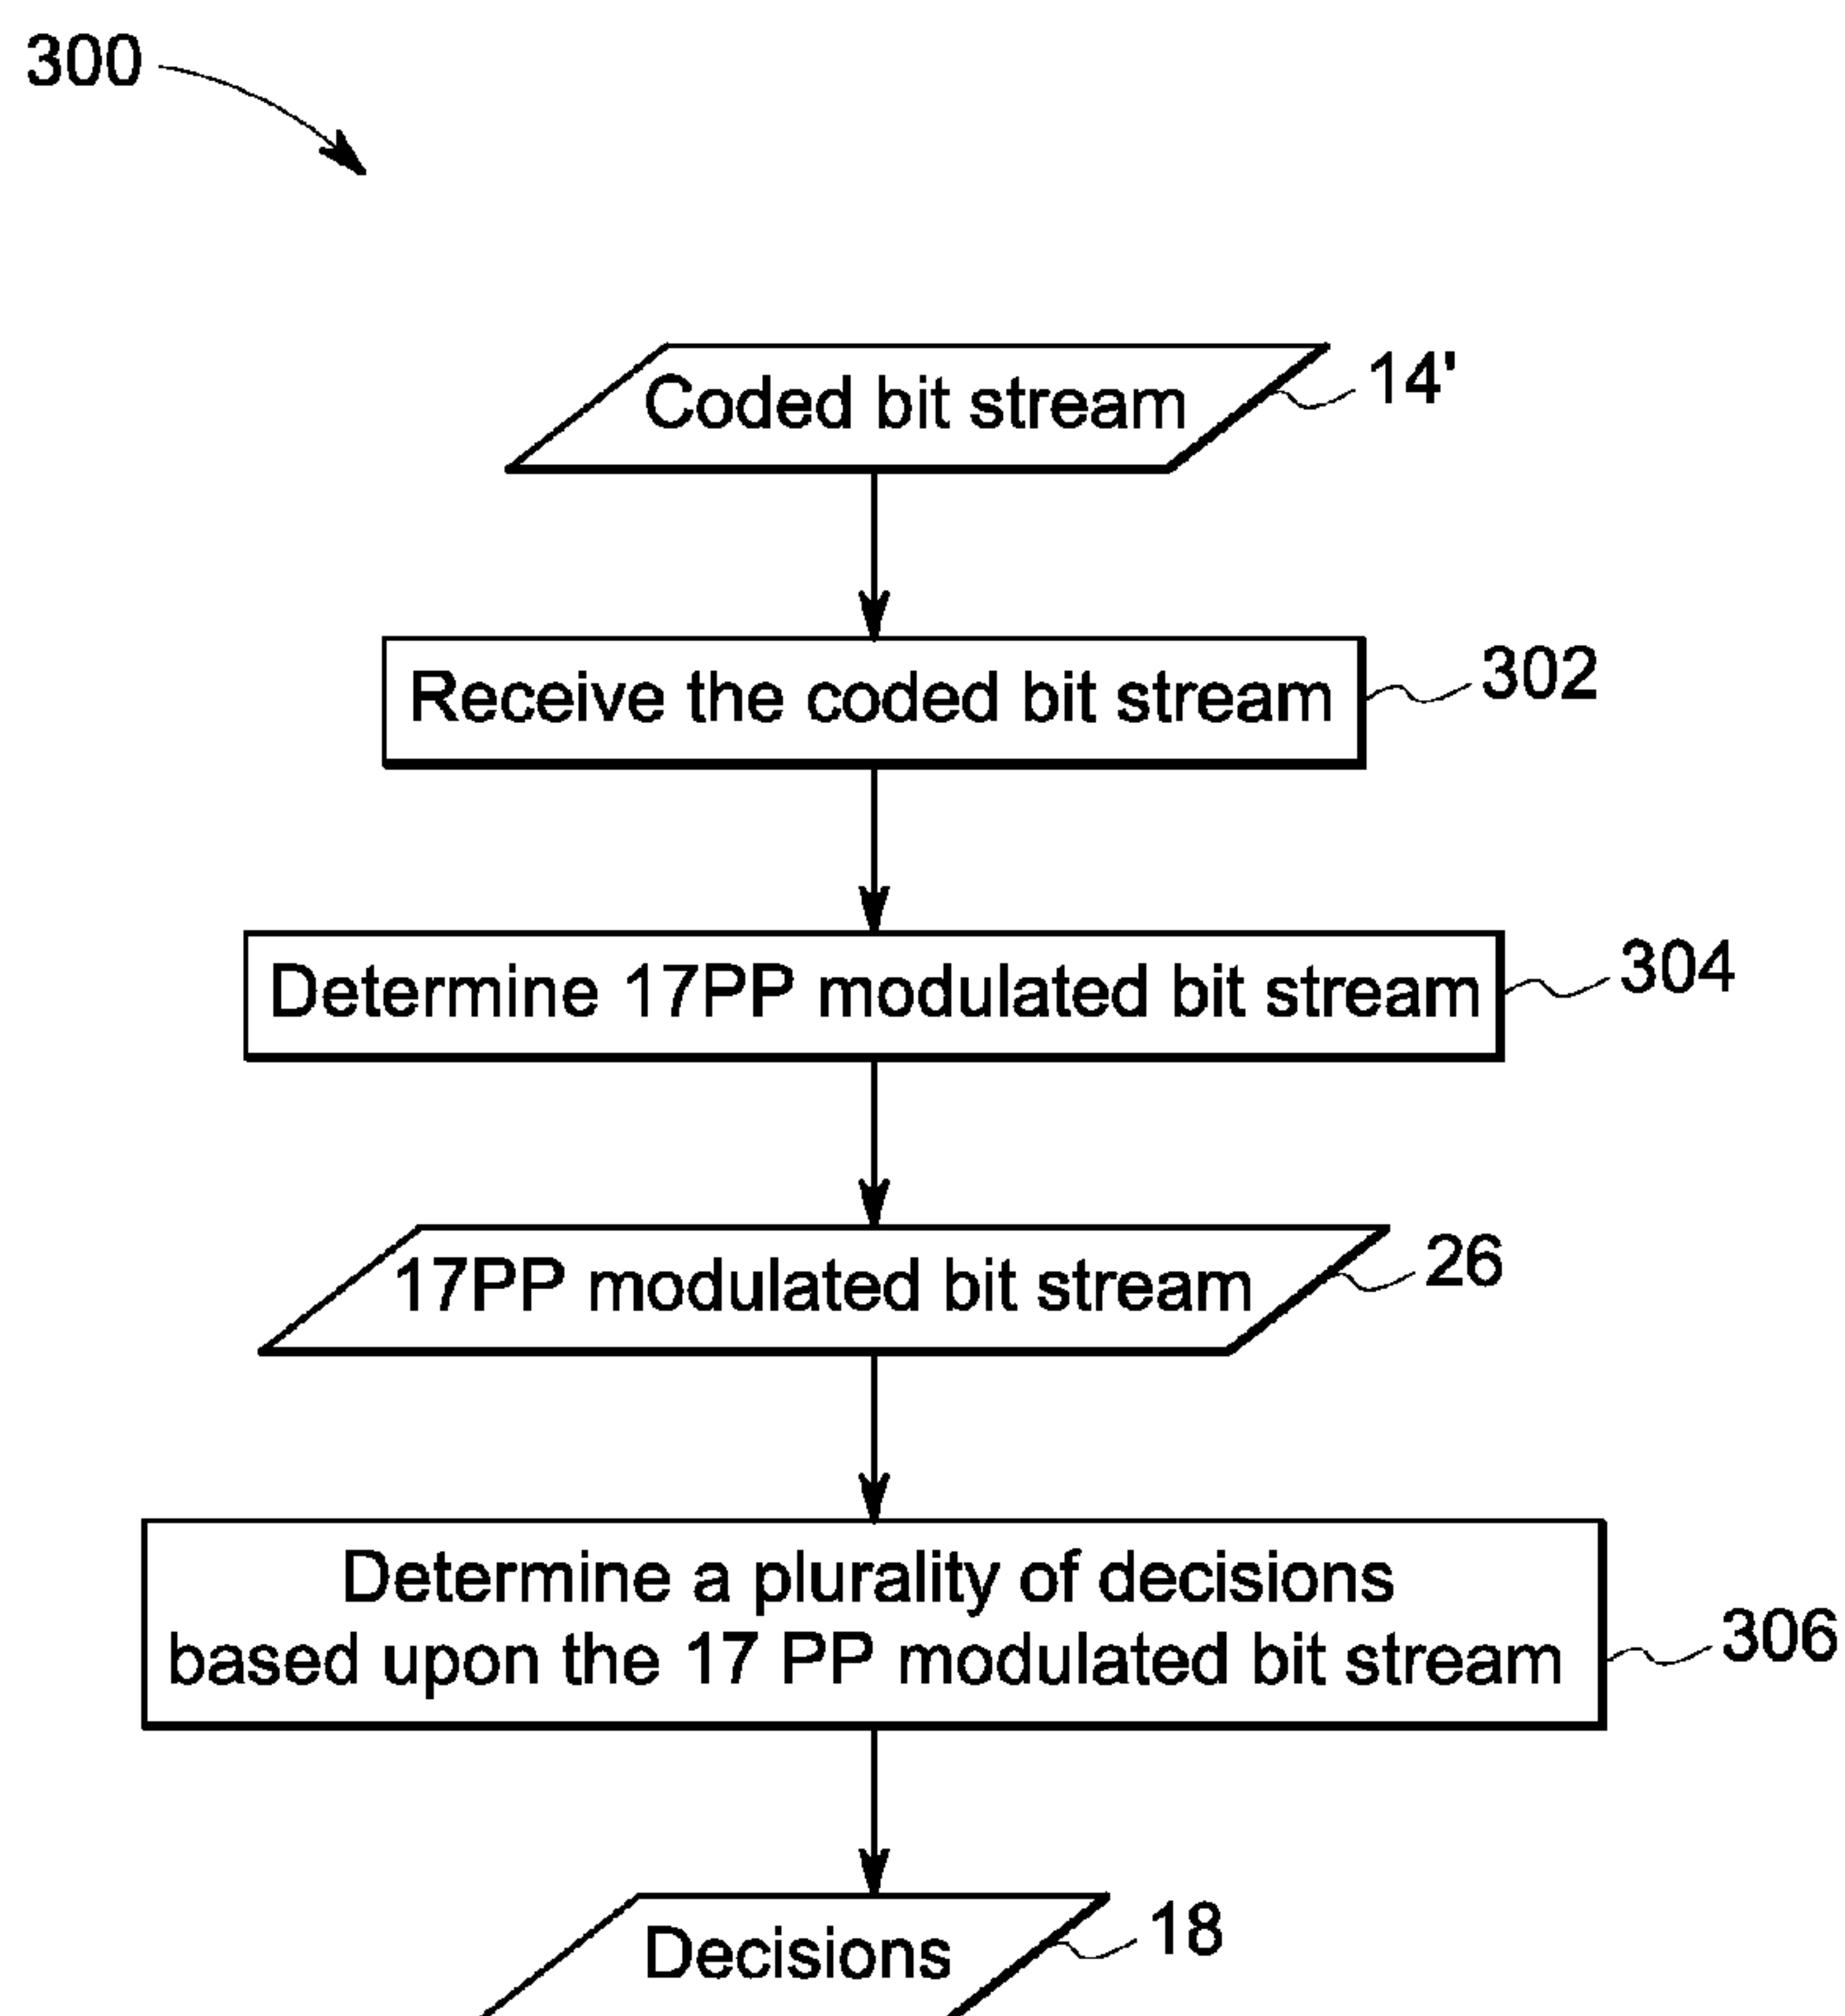 300
Coded bit stream
14'
Receive the coded bit stream
302
Determine 17PP modulated bit stream
304
17PP modulated bit stream
26
Determine a plurality of decisions
based upon the 17 PP modulated bit stream
306
Decisions
18